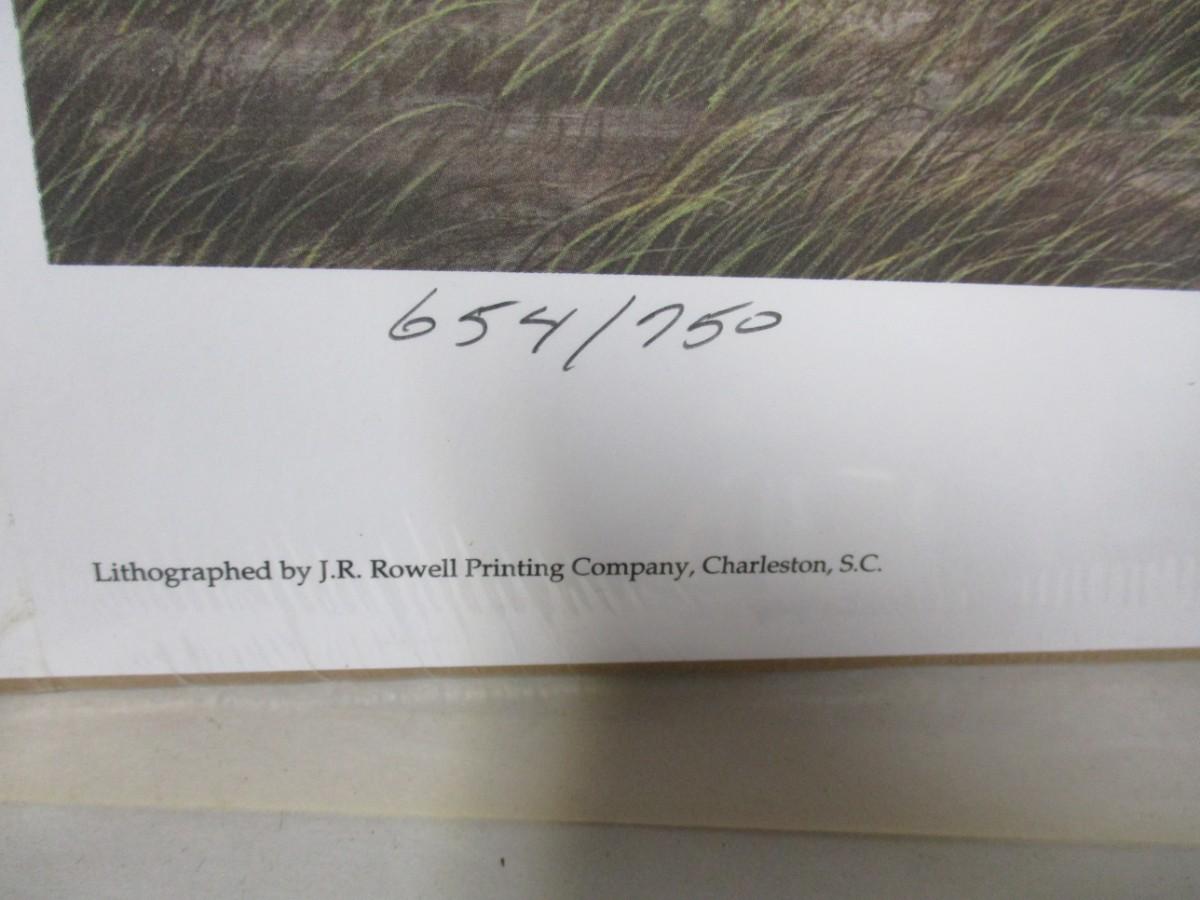 654/750
Lithographed by J.R. Rowell Printing Company, Charleston, S.C.